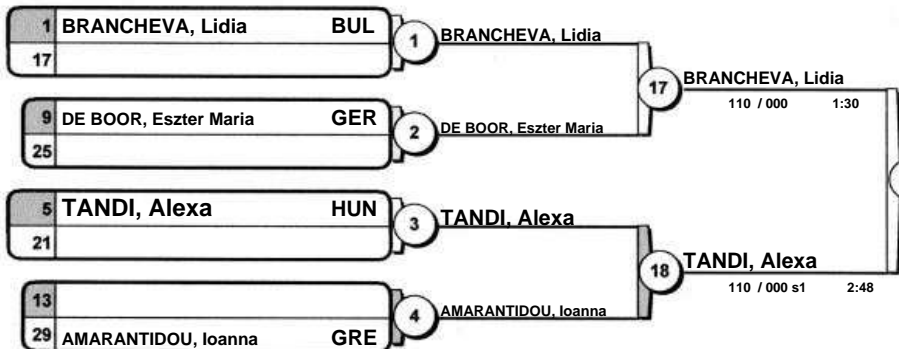 1 BRANCHEVA, Lidia BUL
17
1 BRANCHEVA, Lidia
9 DE BOOR, Eszter Maria GER
25
2 DE BOOR, Eszter Maria
17 BRANCHEVA, Lidia
110 / 000 1:30
5 TANDI, Alexa HUN
21
3 TANDI, Alexa
13
29 AMARANTIDOU, Ioanna GRE
4 AMARANTIDOU, Ioanna
18 TANDI, Alexa
110 / 000 s1 2:48